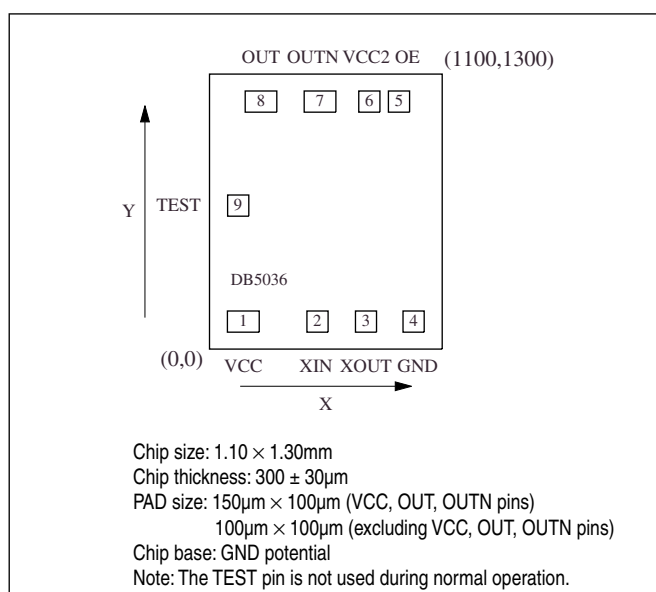 OUT OUTN VCC2 OE (1100,1300)
8 7 6 5
Y TEST 9
DB5036
1 2 3 4
(0,0) VCC XIN XOUT GND
X
Chip size: 1.10 × 1.30mm
Chip thickness: 300 ± 30μm
PAD size: 150μm × 100μm (VCC, OUT, OUTN pins)
100μm × 100μm (excluding VCC, OUT, OUTN pins)
Chip base: GND potential
Note: The TEST pin is not used during normal operation.